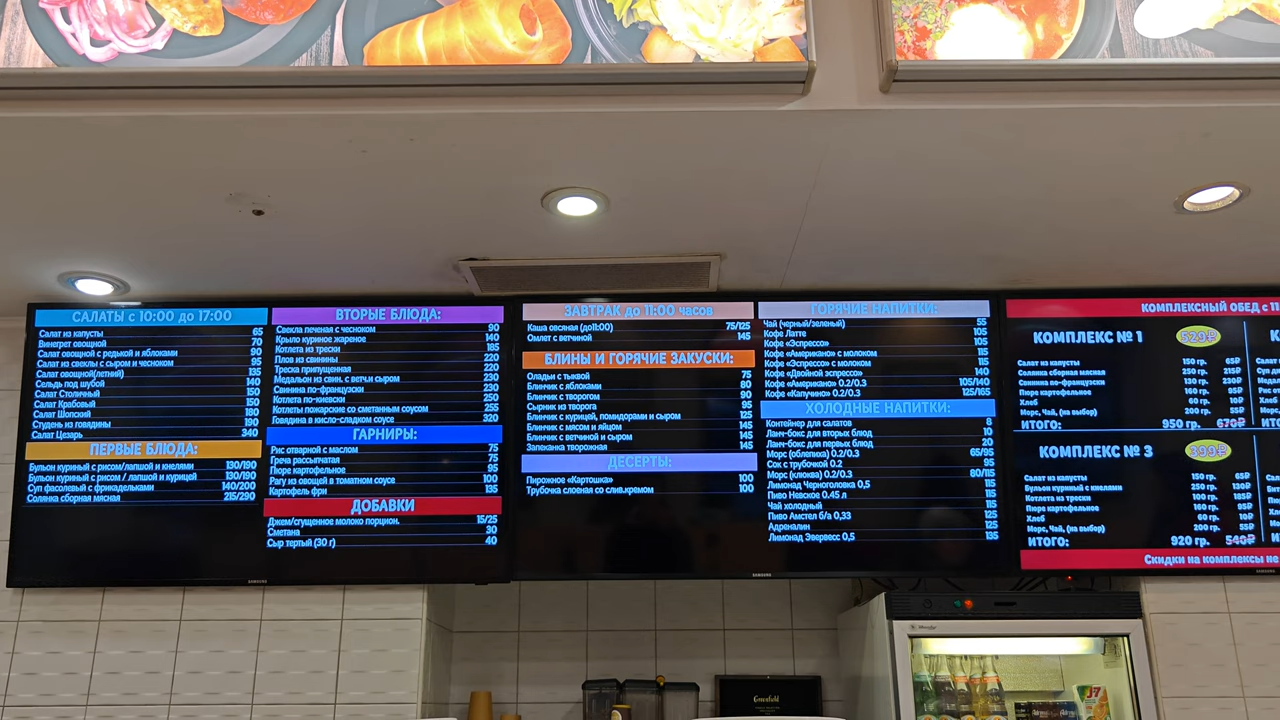 САЛАТЫ с 10:00 до 17:00
Салат из капусты 65
Винегрет овощной 70
Салат овощной с редькой и яблоками 90
Салат из свеклы с сыром и чесноком 95
Салат овощной(летний) 135
Сельдь под шубой 140
Салат Столичный 150
Салат Крабовый 150
Салат Шопский 180
Студень из говядины 190
Салат Цезарь 340
ПЕРВЫЕ БЛЮДА:
Бульон куриный с рисом/лапшой и кнелями 130/190
Бульон куриный с рисом / лапшой и курицей 130/190
Суп фасолевый с фрикадельками 140/200
Солянка сборная мясная 215/290
ВТОРЫЕ БЛЮДА:
Свекла печеная с чесноком 90
Крыло куриное жареное 140
Котлета из трески 185
Плов из свинины 220
Треска припущенная 220
Медальон из свин. с ветч.и сыром 230
Свинина по-французски 230
Котлета по-киевски 250
Котлеты пожарские со сметанным соусом 255
Говядина в кисло-сладком соусе 320
ГАРНИРЫ:
Рис отварной с маслом 75
Греча рассыпчатая 75
Пюре картофельное 95
Рагу из овощей в томатном соусе 100
Картофель фри 135
ДОБАВКИ
Джем/сгущенное молоко порцион. 15/25
Сметана 30
Сыр тертый (30 г) 40
ЗАВТРАК до 11:00 часов
Каша овсяная (до11:00) 75/125
Омлет с ветчиной 145
БЛИНЫ И ГОРЯЧИЕ ЗАКУСКИ:
Оладьи с тыквой 75
Блинчик с яблоками 80
Блинчик с творогом 90
Сырник из творога 95
Блинчик с курицей, помидорами и сыром 125
Блинчик с мясом и яйцом 145
Блинчик с ветчиной и сыром 145
Запеканка творожная 145
ДЕСЕРТЫ:
Пирожное «Картошка» 100
Трубочка слоеная со слив.кремом 100
ГОРЯЧИЕ НАПИТКИ:
Чай (черный/зеленый) 55
Кофе Латте 105
Кофе «Эспрессо» 105
Кофе «Американо» с молоком 115
Кофе «Эспрессо» с молоком 115
Кофе «Двойной эспрессо» 140
Кофе «Американо» 0.2/0.3 105/140
Кофе «Капучино» 0.2/0.3 125/165
ХОЛОДНЫЕ НАПИТКИ:
Контейнер для салатов 8
Ланч-бокс для вторых блюд 10
Ланч-бокс для первых блюд 20
Морс (облепиха) 0.2/0.3 65/95
Сок с трубочкой 0.2 95
Морс (клюква) 0.2/0.3 80/115
Лимонад Черноголовка 0,5 115
Пиво Невское 0.45 л 115
Чай холодный 115
Пиво Амстел б/а 0,33 125
Адреналин 125
Лимонад Эвервесс 0,5 135
КОМПЛЕКСНЫЙ ОБЕД с 11
КОМПЛЕКС № 1 529₽
Салат из капусты 150 гр. 65₽
Солянка сборная мясная 250 гр. 215₽
Свинина по-французски 130 гр. 230₽
Пюре картофельное 160 гр. 95₽
Хлеб 60 гр. 10₽
Морс, Чай, (на выбор) 200 гр. 55₽
ИТОГО: 950 гр. 670₽
КОМПЛЕКС № 3 399₽
Салат из капусты 150 гр. 65₽
Бульон куриный с кнелями 250 гр. 130₽
Котлета из трески 100 гр. 185₽
Пюре картофельное 160 гр. 95₽
Хлеб 60 гр. 10₽
Морс, Чай, (на выбор) 200 гр. 55₽
ИТОГО: 920 гр. 540₽
Скидки на комплексы не
SAMSUNG
SAMSUNG
SAMSUNG
Greenfield
J7